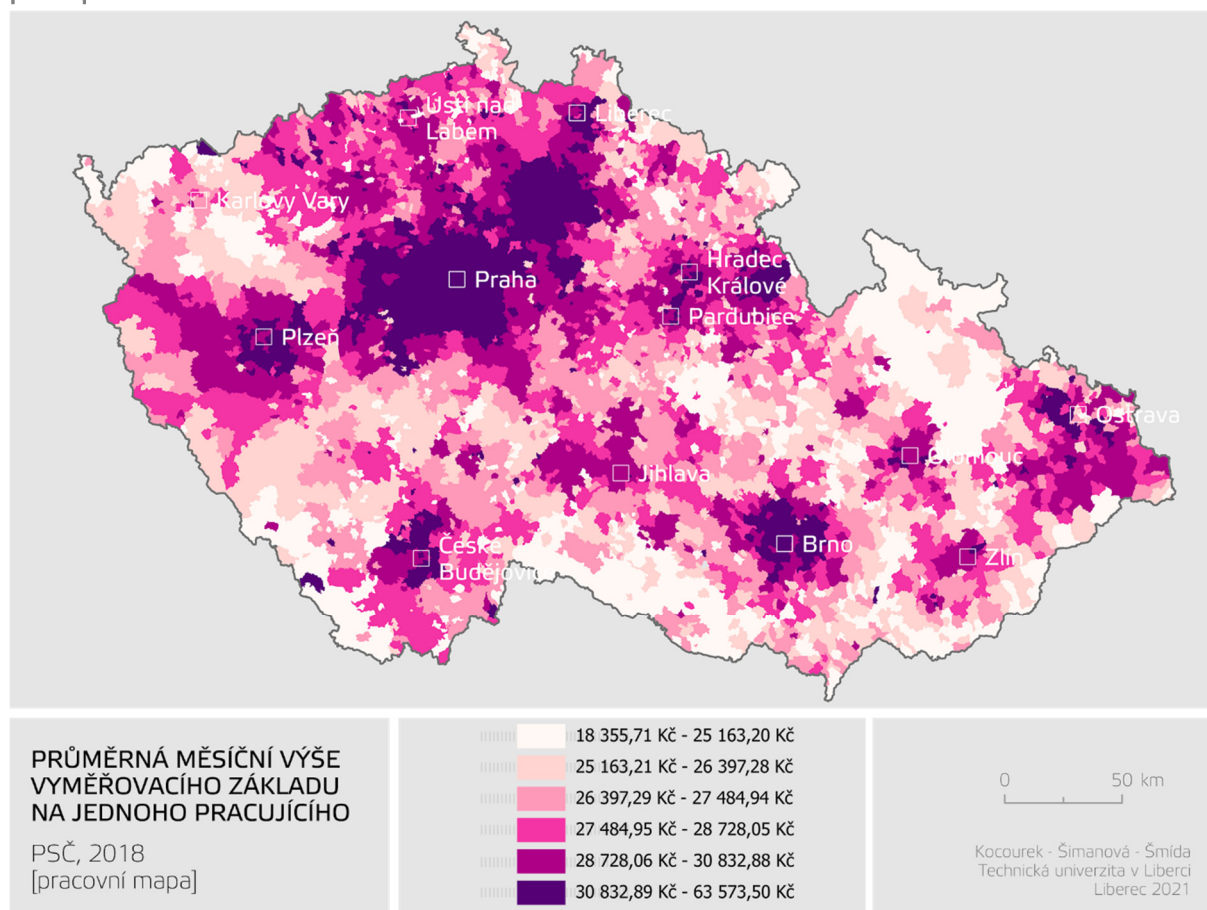 Ústí nad
Labem
Liberec
Karlovy Vary
Praha
Hradec
Králové
Pardubice
Plzeň
Ostrava
Olomouc
Jihlava
Brno
Zlín
České
Budějovice
PRŮMĚRNÁ MĚSÍČNÍ VÝŠE
VYMĚŘOVACÍHO ZÁKLADU
NA JEDNOHO PRACUJÍCÍHO
PSČ, 2018
[pracovní mapa]
18 355,71 Kč - 25 163,20 Kč
25 163,21 Kč - 26 397,28 Kč
26 397,29 Kč - 27 484,94 Kč
27 484,95 Kč - 28 728,05 Kč
28 728,06 Kč - 30 832,88 Kč
30 832,89 Kč - 63 573,50 Kč
0 50 km
Kocourek - Šimanová - Šmída
Technická univerzita v Liberci
Liberec 2021